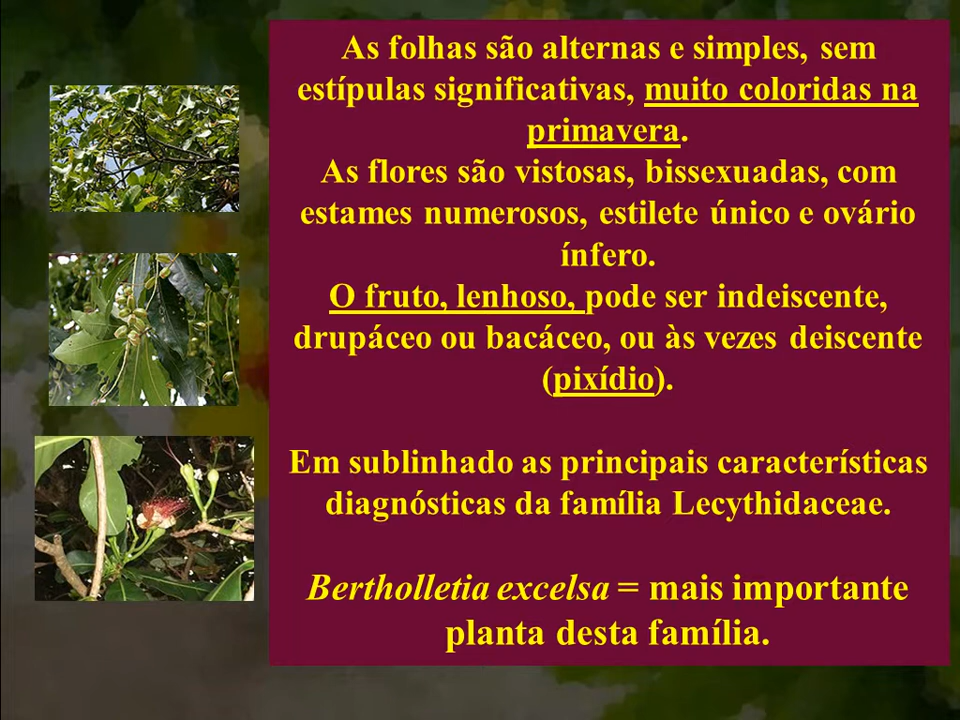 As folhas são alternas e simples, sem
estípulas significativas, muito coloridas na
primavera.
As flores são vistosas, bissexuadas, com
estames numerosos, estilete único e ovário
ínfero.
O fruto, lenhoso, pode ser indeiscente,
drupáceo ou bacáceo, ou às vezes deiscente
(pixídio).
Em sublinhado as principais características
diagnósticas da família Lecythidaceae.
Bertholletia excelsa = mais importante
planta desta família.